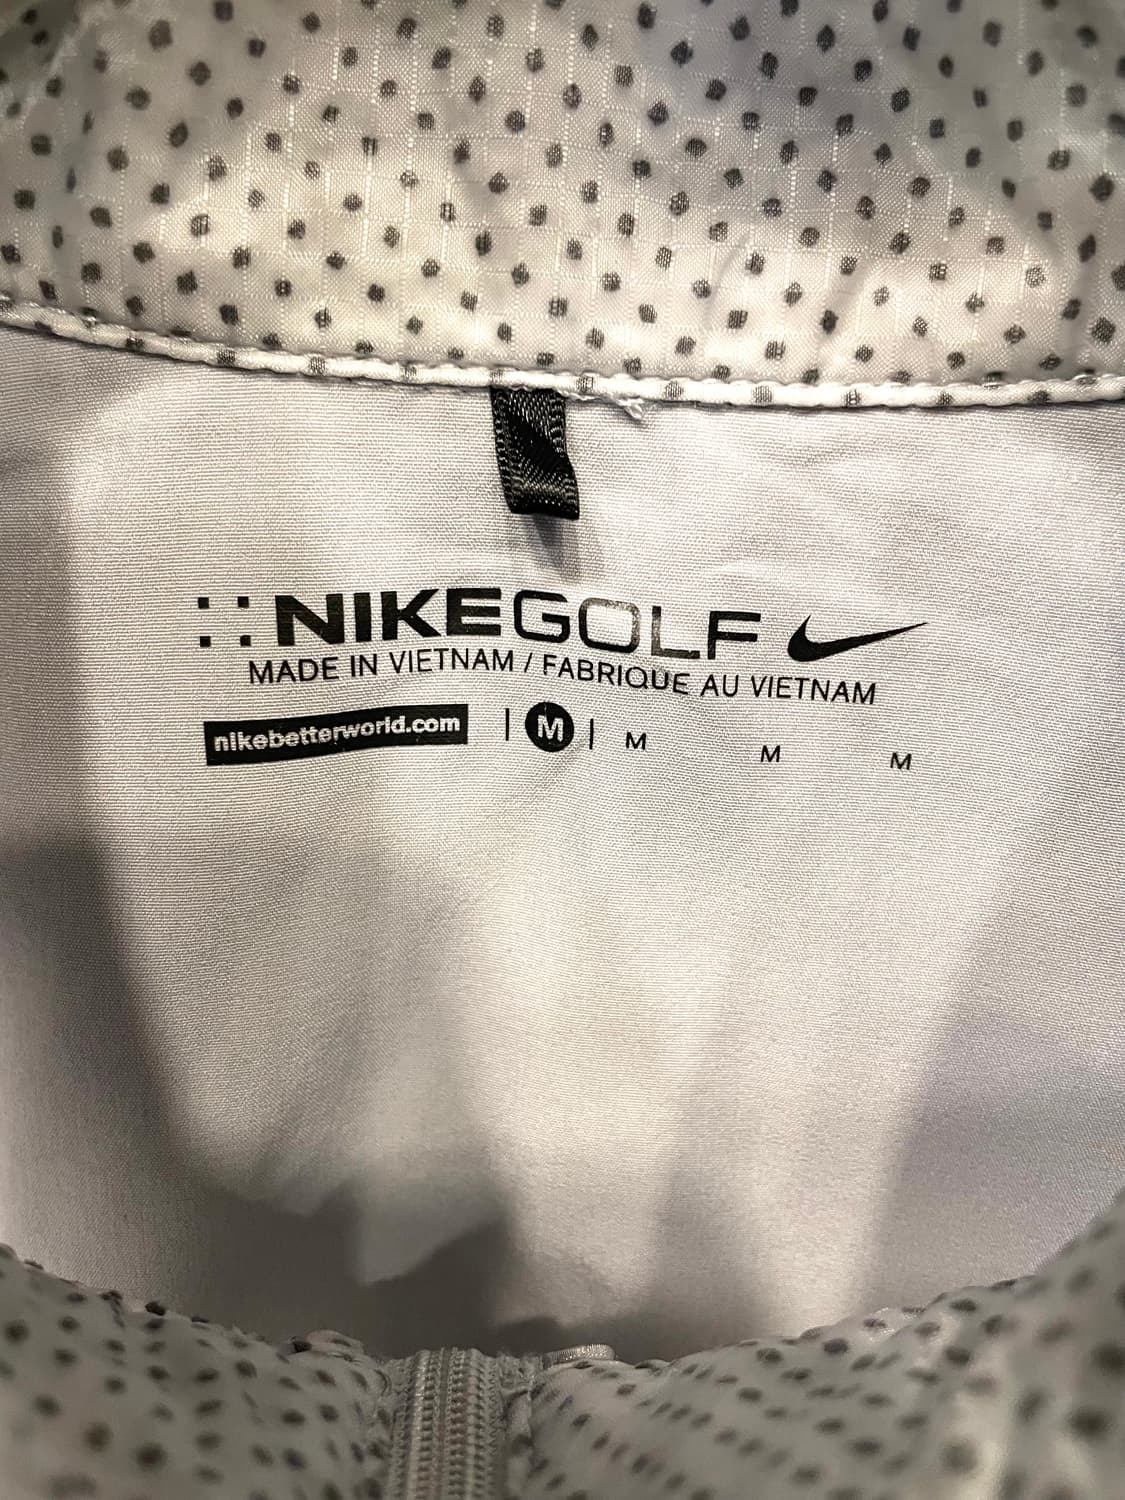 NIKEGOLF
MADE IN VIETNAM / FABRIQUE AU VIETNAM
nikebetterworld.com | M | M M M